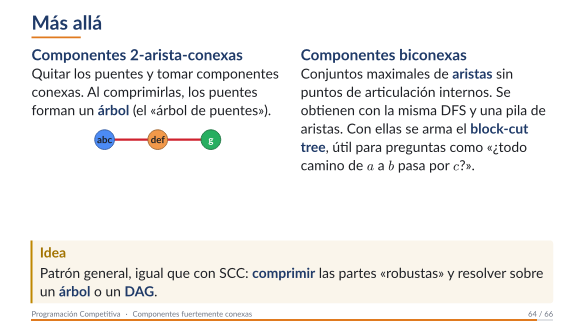 Más allá
Componentes 2-arista-conexas
Quitar los puentes y tomar componentes
conexas. Al comprimirlas, los puentes
forman un árbol (el «árbol de puentes»).
abc def g
Componentes biconexas
Conjuntos maximales de aristas sin
puntos de articulación internos. Se
obtienen con la misma DFS y una pila de
aristas. Con ellas se arma el block-cut
tree, útil para preguntas como «¿todo
camino de a a b pasa por c?».
Idea
Patrón general, igual que con SCC: comprimir las partes «robustas» y resolver sobre
un árbol o un DAG.
Programación Competitiva · Componentes fuertemente conexas 64 / 66